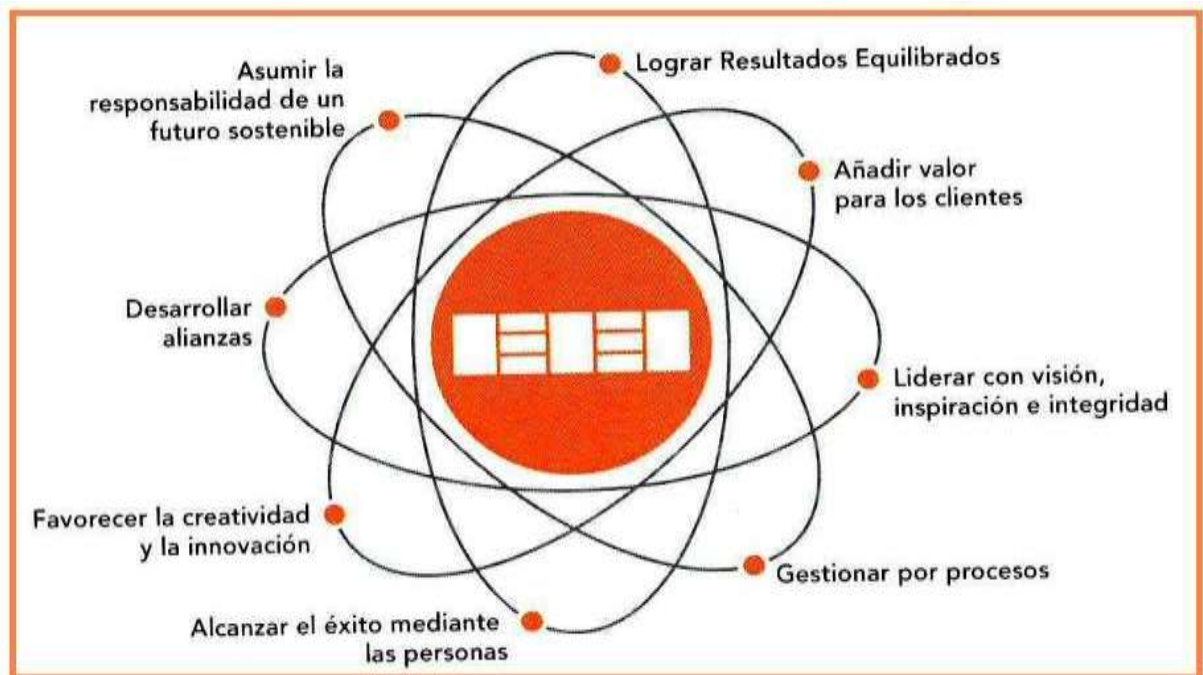 Lograr Resultados Equilibrados
Añadir valor
para los clientes
Liderar con visión,
inspiración e integridad
Gestionar por procesos
Alcanzar el éxito mediante
las personas
Favorecer la creatividad
y la innovación
Desarrollar
alianzas
Asumir la
responsabilidad de un
futuro sostenible